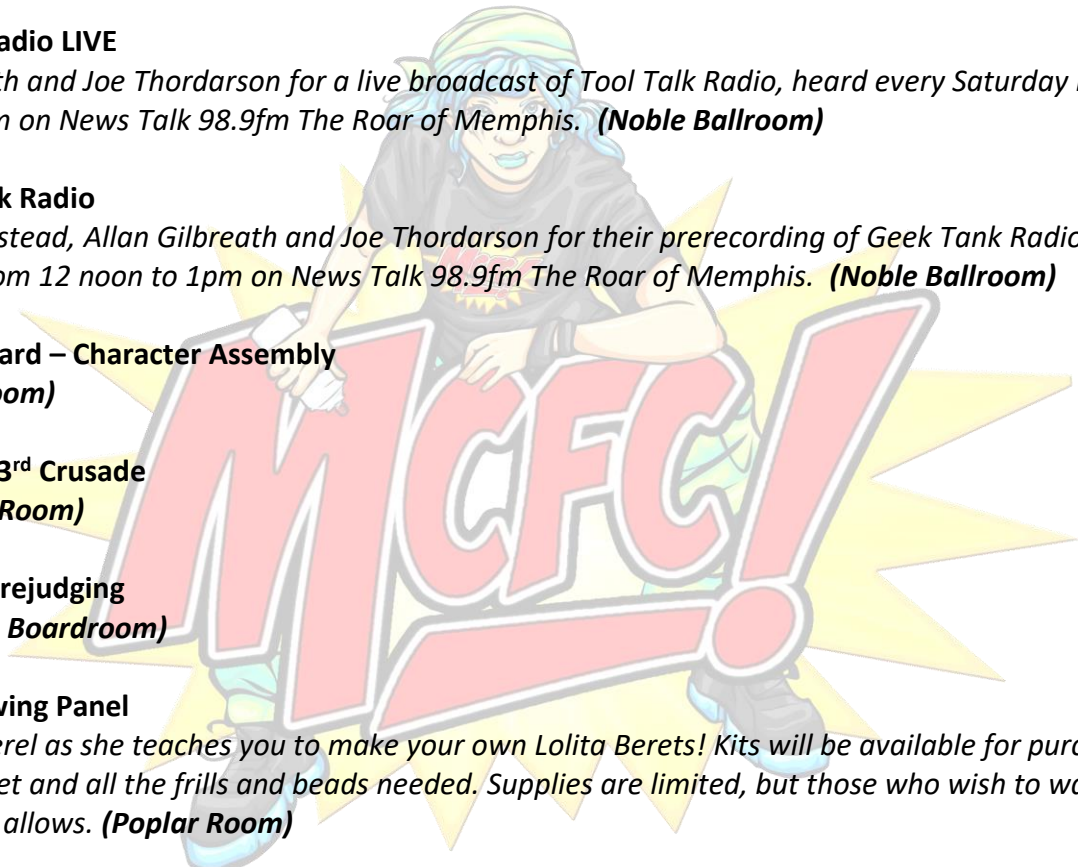 adio LIVE
th and Joe Thordarson for a live broadcast of Tool Talk Radio, heard every Saturday
m on News Talk 98.9fm The Roar of Memphis. (Noble Ballroom)
k Radio
stead, Allan Gilbreath and Joe Thordarson for their prerecording of Geek Tank Radio
om 12 noon to 1pm on News Talk 98.9fm The Roar of Memphis. (Noble Ballroom)
ard – Character Assembly
oom)
3rd Crusade
Room)
rejudging
Boardroom)
ving Panel
erel as she teaches you to make your own Lolita Berets! Kits will be available for purc
et and all the frills and beads needed. Supplies are limited, but those who wish to wa
allows. (Poplar Room)
MCFC!